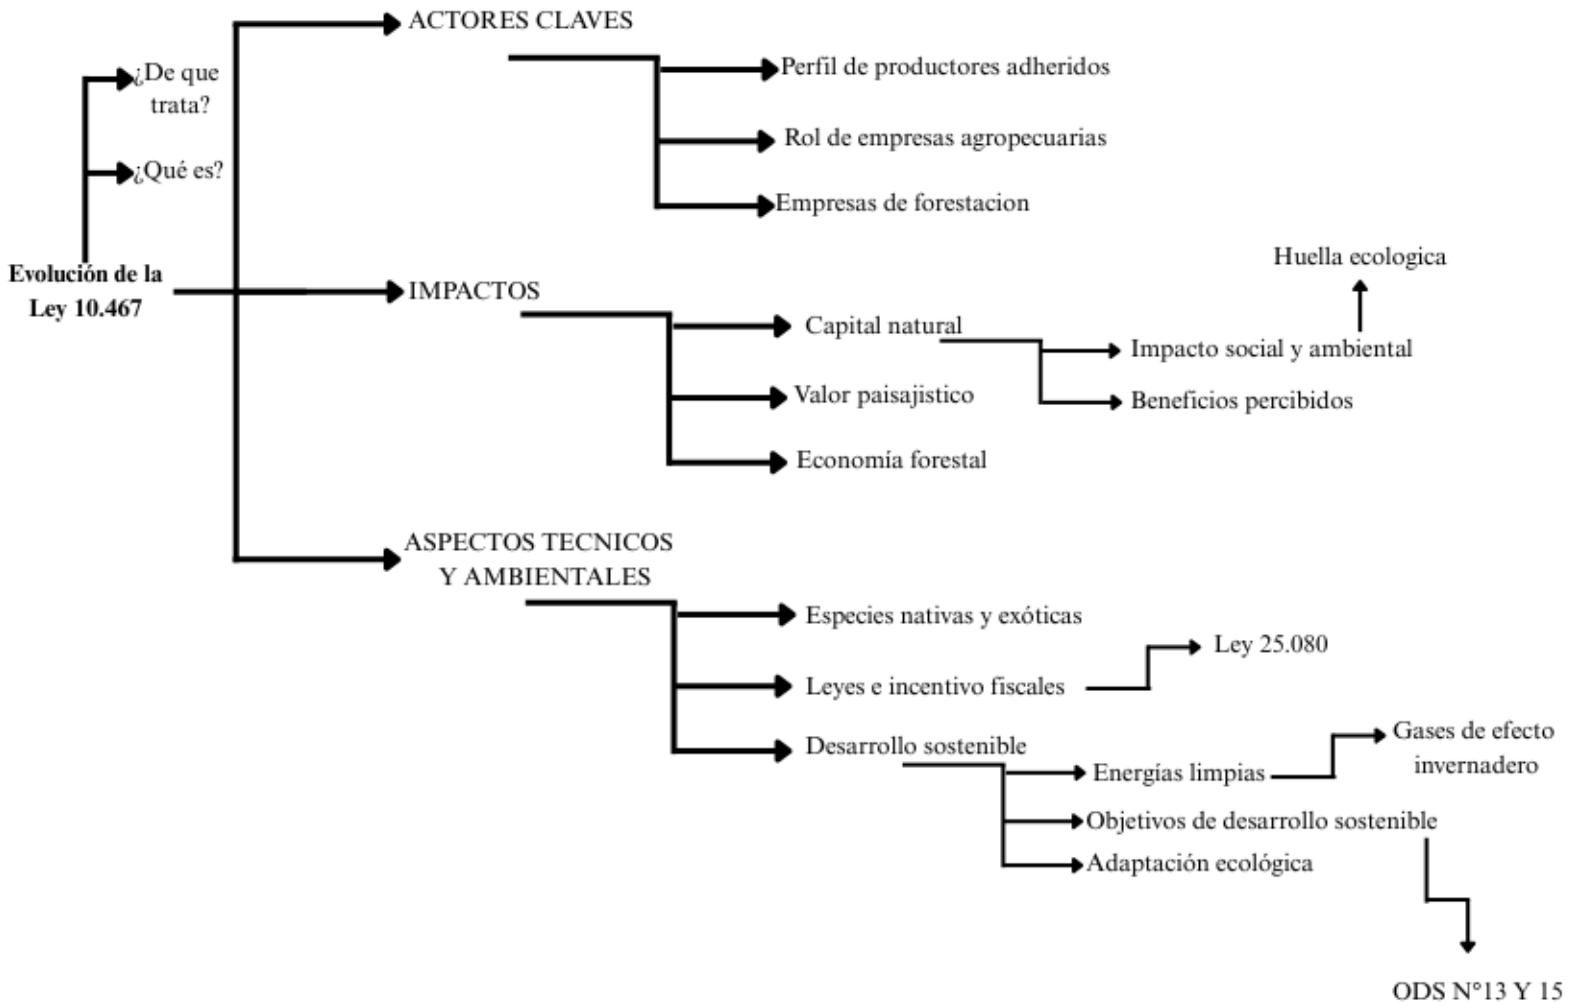 ¿De que
trata?
¿Qué es?
Evolución de la
Ley 10.467
ACTORES CLAVES
Perfil de productores adheridos
Rol de empresas agropecuarias
Empresas de forestacion
IMPACTOS
Capital natural
Huella ecologica
Impacto social y ambiental
Beneficios percibidos
Valor paisajistico
Economía forestal
ASPECTOS TECNICOS
Y AMBIENTALES
Especies nativas y exóticas
Leyes e incentivo fiscales
Ley 25.080
Desarrollo sostenible
Energías limpias
Gases de efecto
invernadero
Objetivos de desarrollo sostenible
Adaptación ecológica
ODS N°13 Y 15